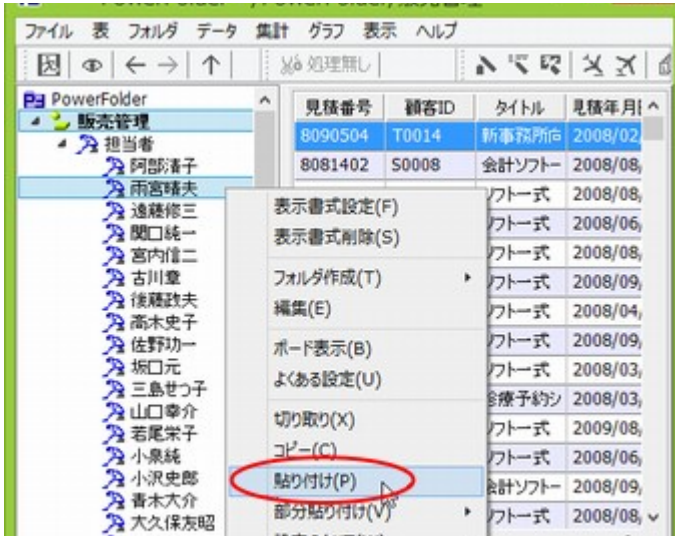 ファイル 表 フォルダ データ 集計 グラフ 表示 ヘルプ
処理無し
PowerFolder
販売管理
担当者
阿部清子
雨宮晴夫
遠藤修三
関口純一
宮内信二
古川章
後藤政夫
高木史子
佐野功一
坂口元
三島せつ子
山口幸介
若尾栄子
小泉純
小沢史郎
青木大介
大久保友昭
見積番号 顧客ID タイトル 見積年月
8090504 T0014 新事務所 2008/02/
8081402 S0008 会計ソフトー 2008/08/
ソフト一式 2008/08/
ソフト一式 2008/06/
ソフト一式 2008/08/
ソフト一式 2008/09/
ソフト一式 2008/04/
ソフト一式 2008/09/
ソフト一式 2008/03/
診療予約シ 2008/03/
ソフト一式 2009/08/
ソフト一式 2008/06/
会計ソフトー 2008/09/
ソフト一式 2008/08/
表示書式設定(F)
表示書式削除(S)
フォルダ作成(T)
編集(E)
ボード表示(B)
よくある設定(U)
切り取り(X)
コピー(C)
貼り付け(P)
部分貼り付け(V)